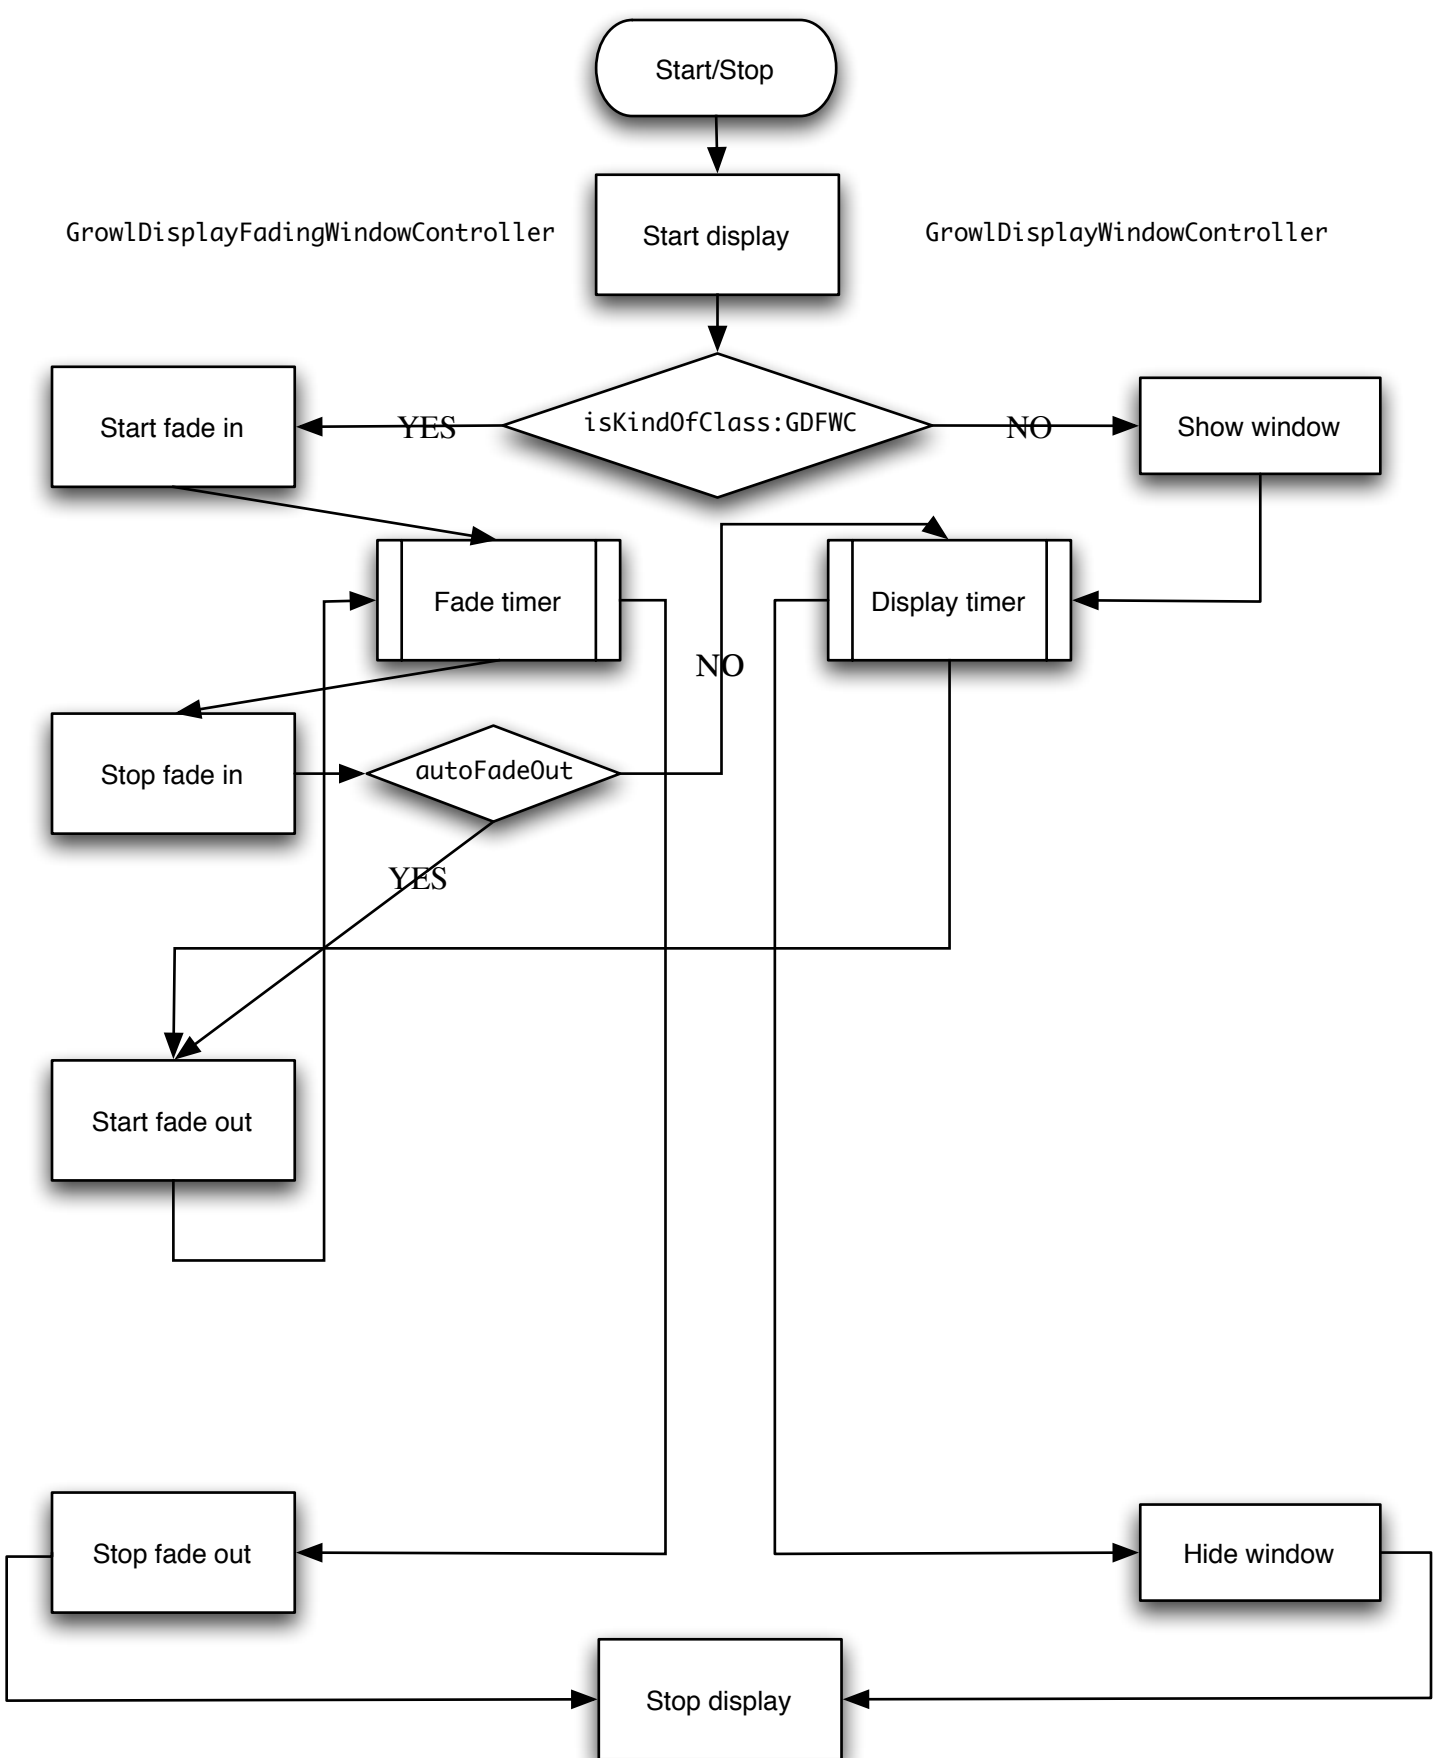 Start/Stop
GrowlDisplayFadingWindowController
Start display
GrowlDisplayWindowController
Start fade in
YES
isKindOfClass:GDFWC
NO
Show window
Fade timer
Display timer
NO
Stop fade in
autoFadeOut
YES
Start fade out
Stop fade out
Hide window
Stop display